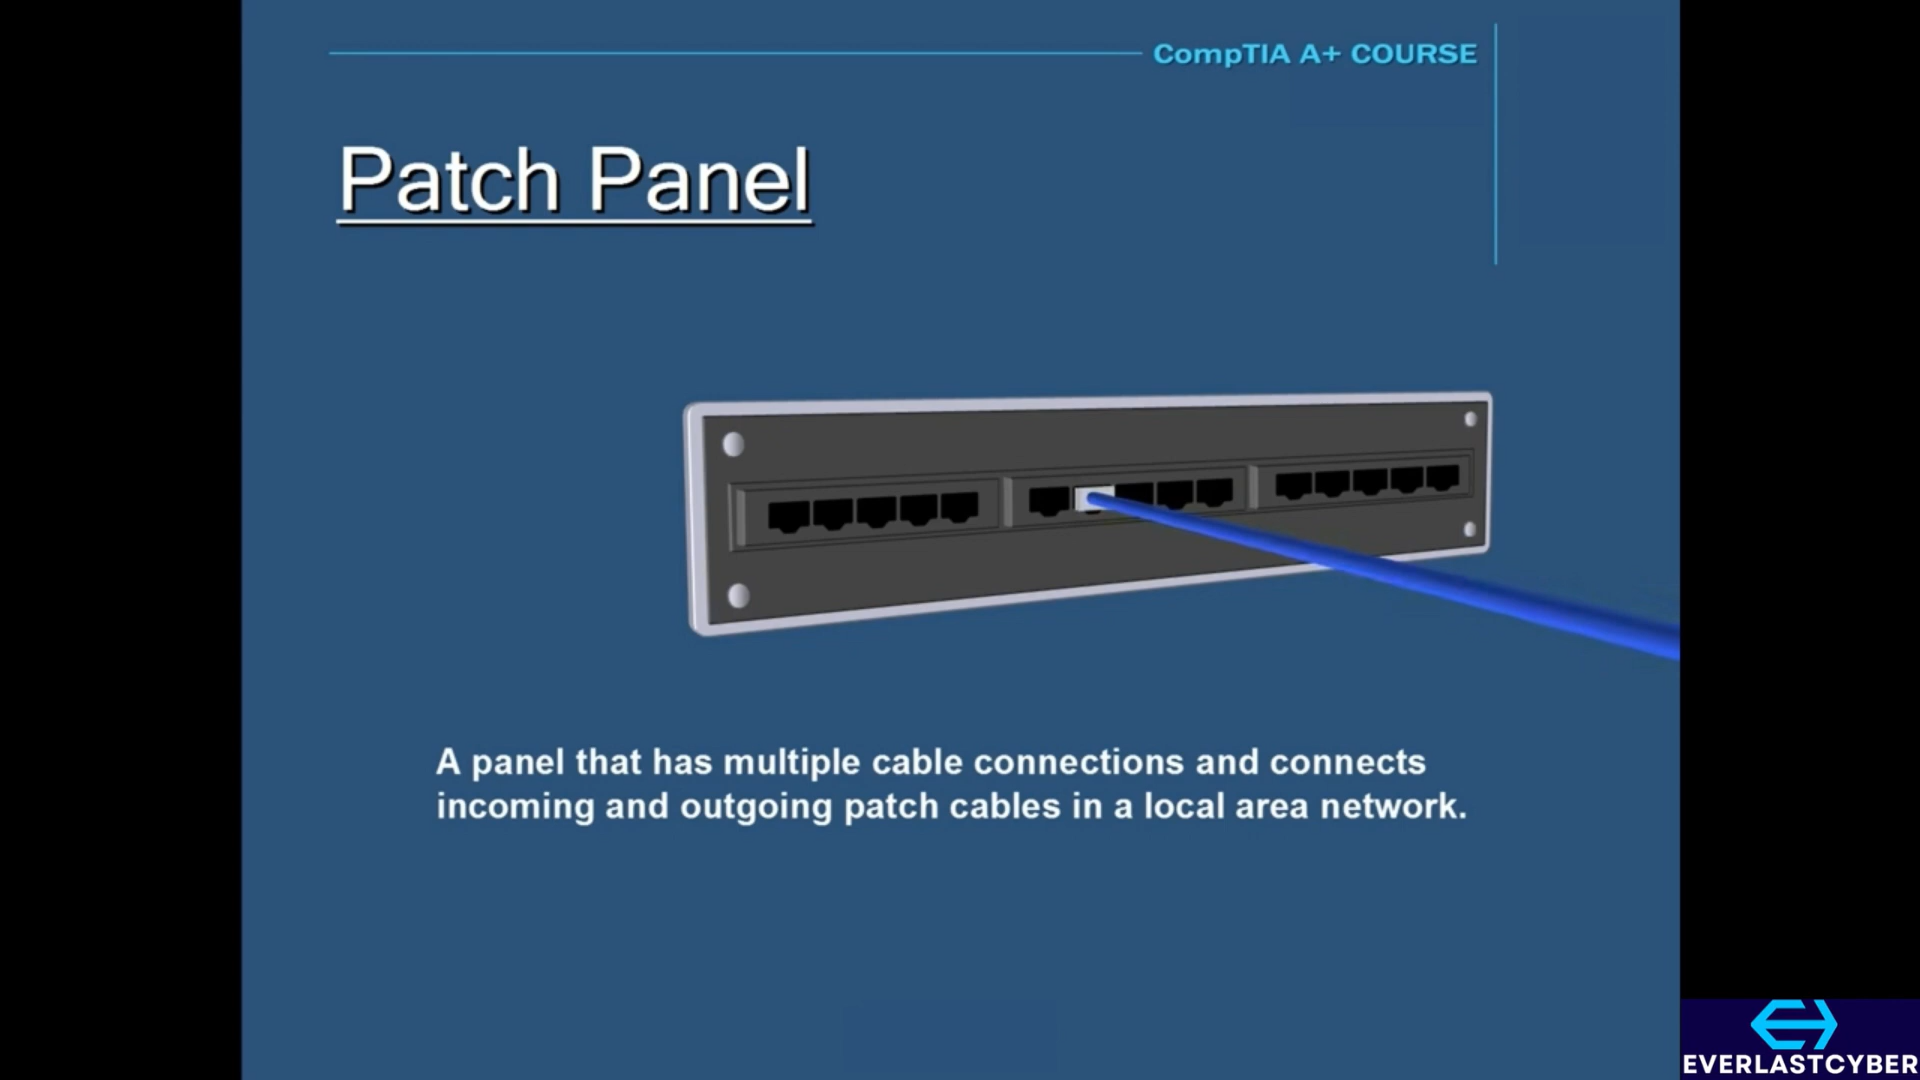 CompTIA A+ COURSE
Patch Panel
A panel that has multiple cable connections and connects
incoming and outgoing patch cables in a local area network.
EVERLASTCYBER